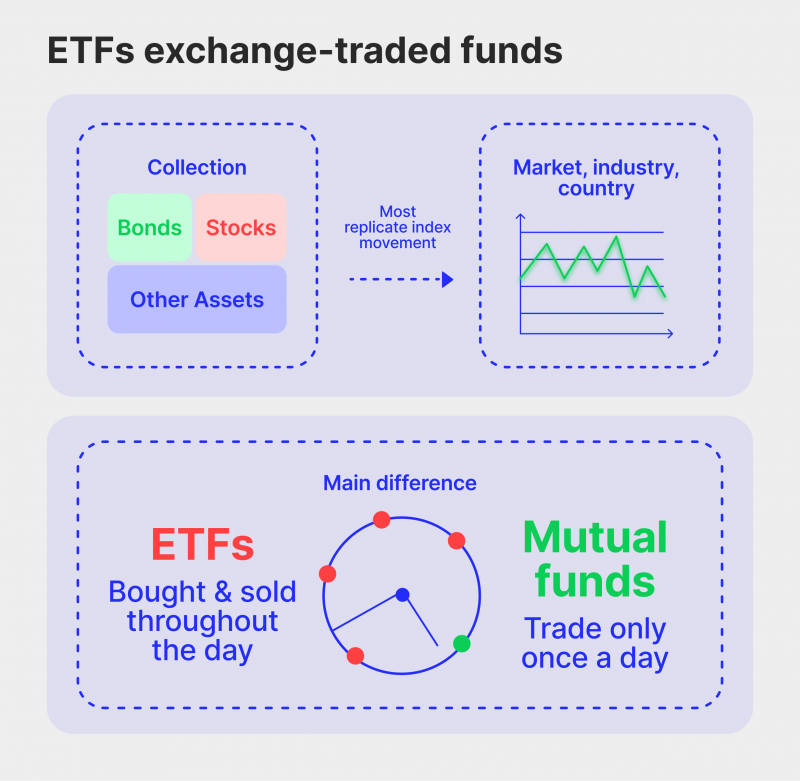 ETFs exchange-traded funds
Collection
Bonds
Stocks
Other Assets
Most
replicate index
movement
Market, industry,
country
Main difference
ETFs
Bought & sold
throughout
the day
Mutual
funds
Trade only
once a day